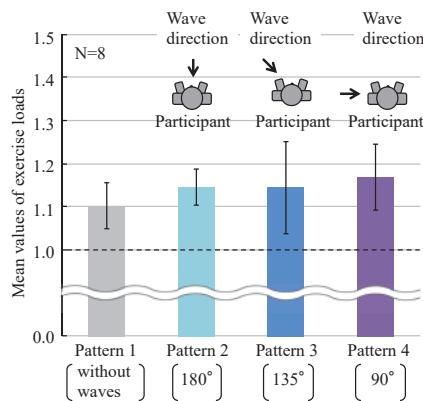 1.5
1.4
1.3
1.2
1.1
1.0
0.0
Mean values of exercise loads
N=8
Wave direction
Participant
Wave direction
Participant
Wave direction
Participant
Pattern 1
without
waves
Pattern 2
180°
Pattern 3
135°
Pattern 4
90°